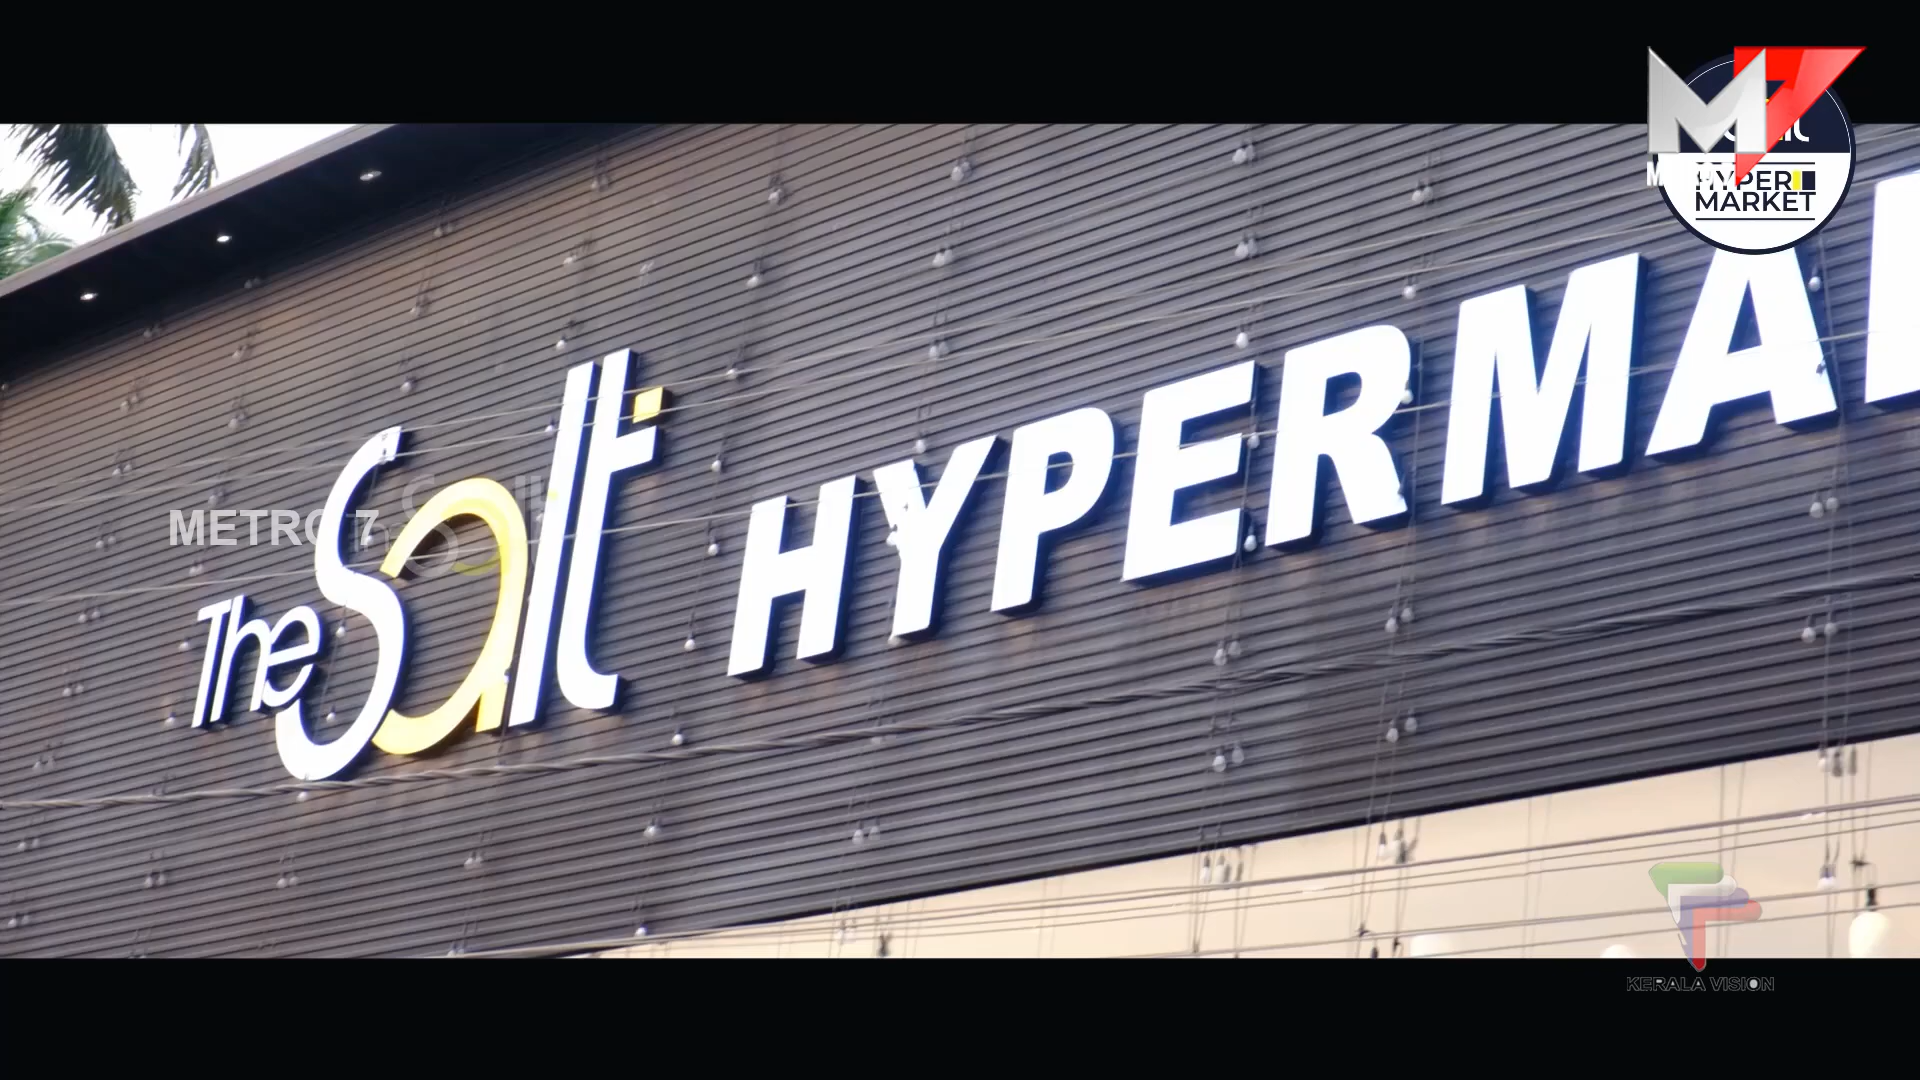 HYPER
MARKET
METRO 7
The Salt HYPERMA
KERALA VISION